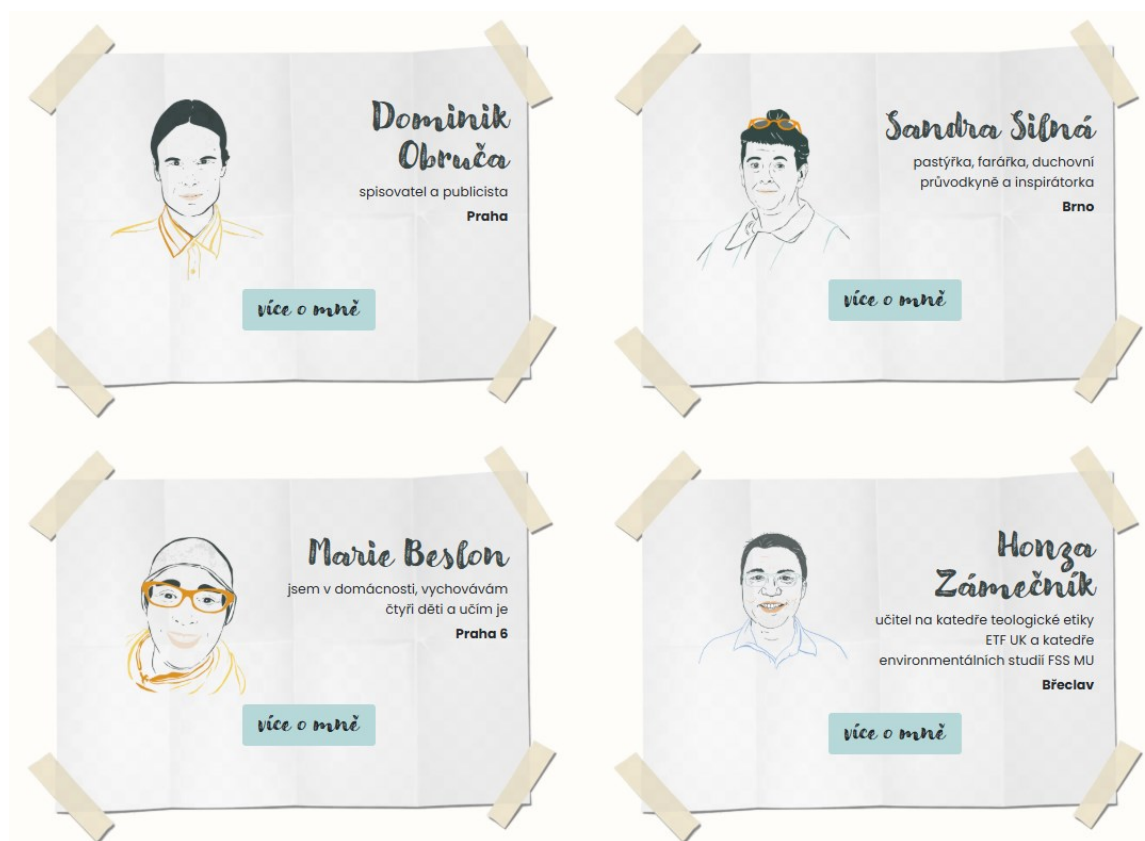 Dominik
Obruča
spisovatel a publicista
Praha
více o mně
Sandra Silná
pastýřka, farářka, duchovní
průvodkyně a inspirátorka
Brno
více o mně
Marie Beslon
jsem v domácnosti, vychovávám
čtyři děti a učím je
Praha 6
více o mně
Honza
Zámečník
učitel na katedře teologické etiky
ETF UK a katedře
environmentálních studií FSS MU
Břeclav
více o mně